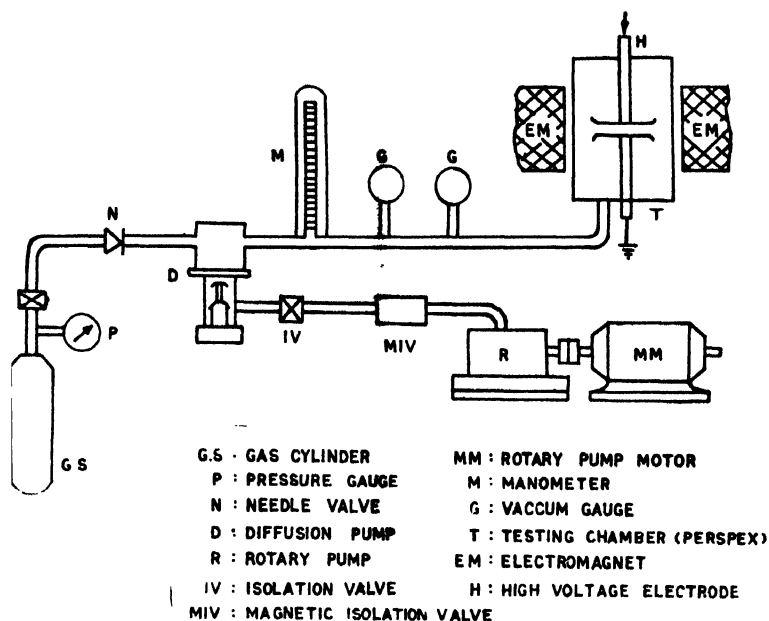 H
EM
EM
M
G
G
T
N
D
P
IV
MIV
R
MM
GS
G.S · GAS CYLINDER
P : PRESSURE GAUGE
N : NEEDLE VALVE
D : DIFFUSION PUMP
R : ROTARY PUMP
IV : ISOLATION VALVE
MIV : MAGNETIC ISOLATION VALVE
MM : ROTARY PUMP MOTOR
M : MANOMETER
G : VACCUM GAUGE
T : TESTING CHAMBER (PERSPEX)
EM : ELECTROMAGNET
H : HIGH VOLTAGE ELECTRODE